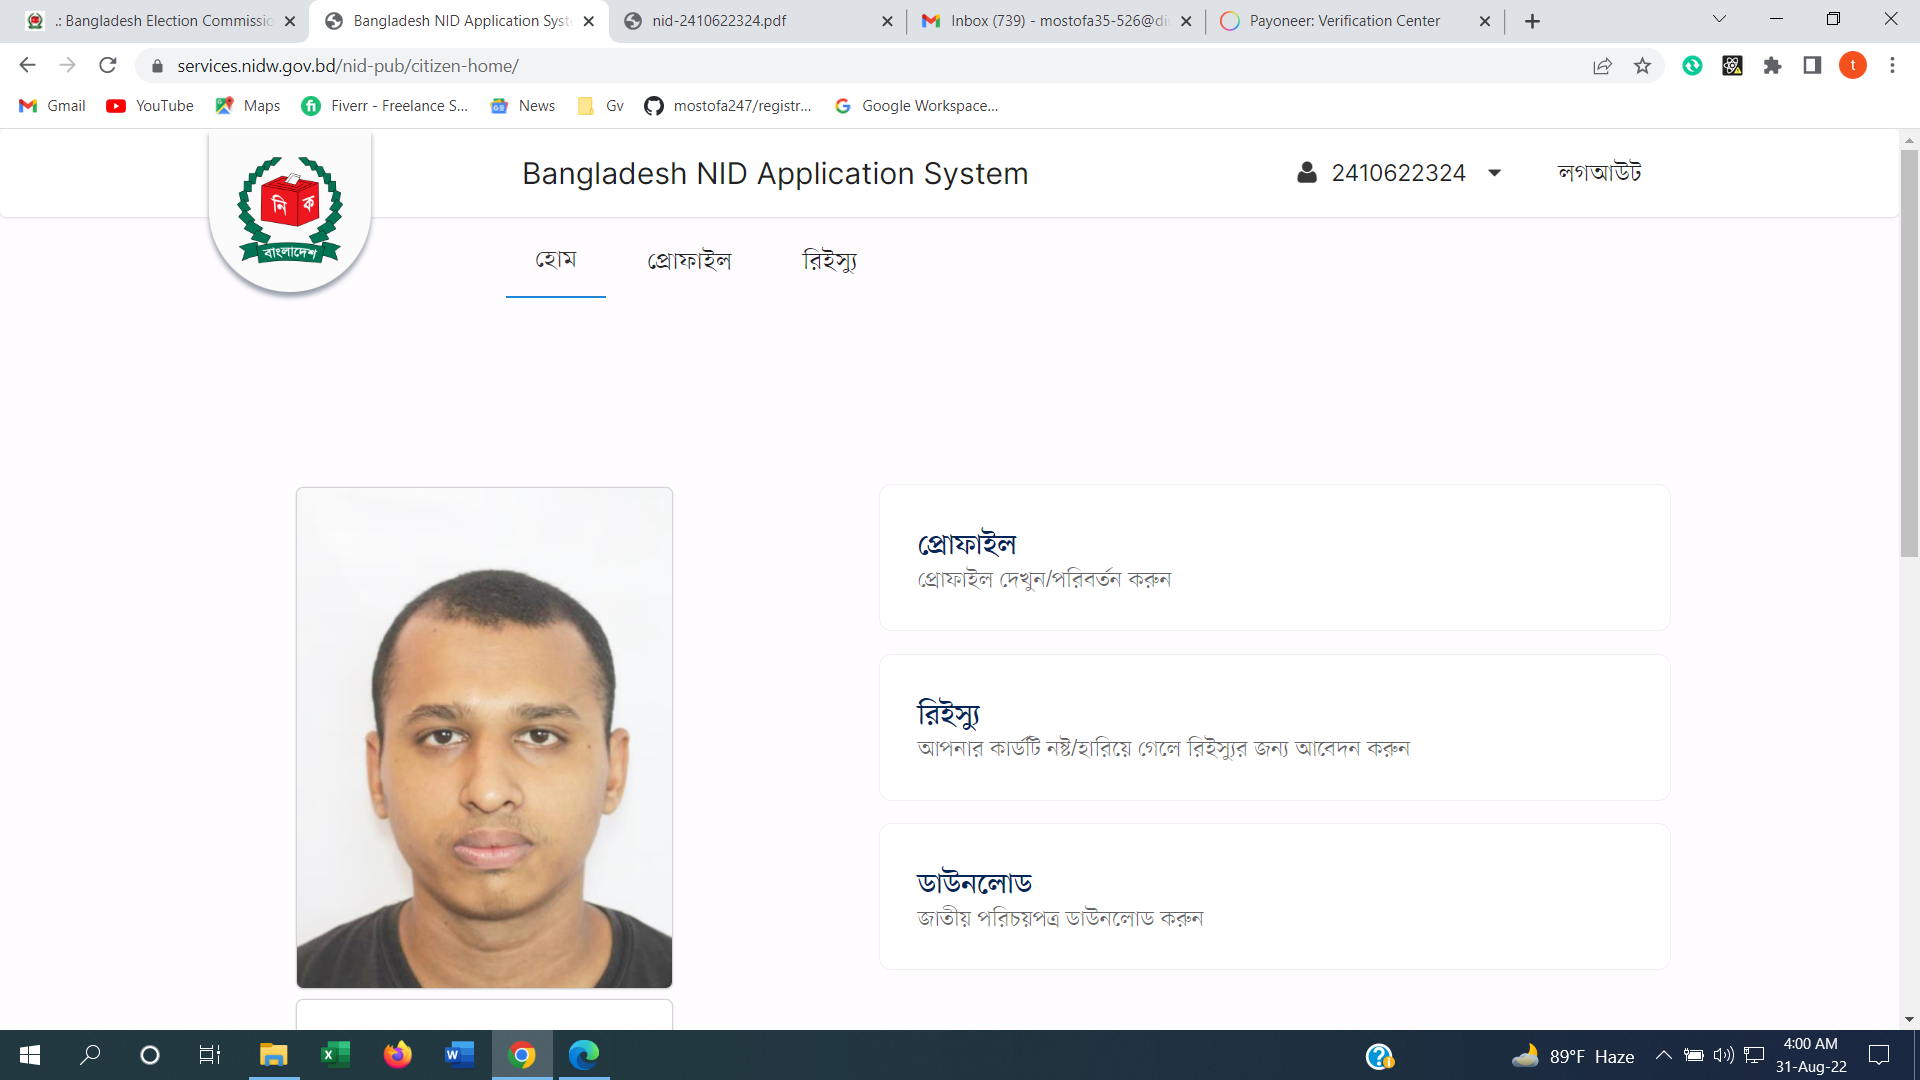 .: Bangladesh Election Commissio
Bangladesh NID Application Syste
nid-2410622324.pdf
Inbox (739) - mostofa35-526@di
Payoneer: Verification Center
services.nidw.gov.bd/nid-pub/citizen-home/
t
Gmail
YouTube
Maps
Fiverr - Freelance S...
News
Gv
mostofa247/registr...
Google Workspace...
নি ক
বাংলাদেশ
Bangladesh NID Application System
2410622324
লগআউট
হোম
প্রোফাইল
রিইস্যু
প্রোফাইল
প্রোফাইল দেখুন/পরিবর্তন করুন
রিইস্যু
আপনার কার্ডটি নষ্ট/হারিয়ে গেলে রিইস্যুর জন্য আবেদন করুন
ডাউনলোড
জাতীয় পরিচয়পত্র ডাউনলোড করুন
89°F Haze
4:00 AM
31-Aug-22